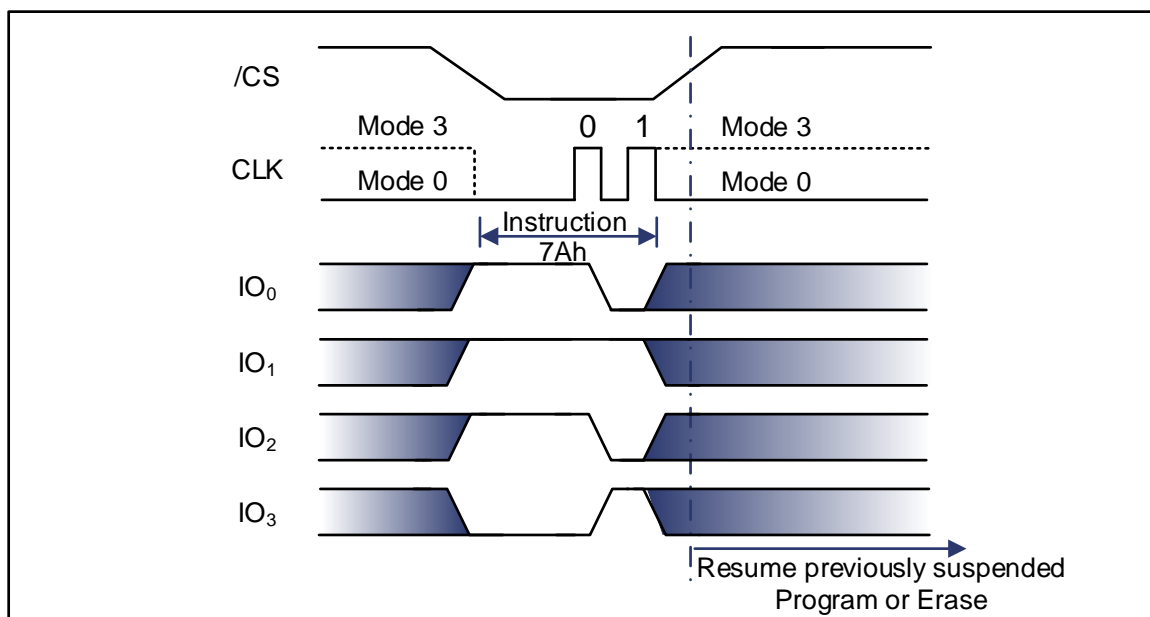 /CS
Mode 3 0 1 Mode 3
CLK
Mode 0 Mode 0
Instruction
7Ah
IO₀
IO₁
IO₂
IO₃
Resume previously suspended
Program or Erase